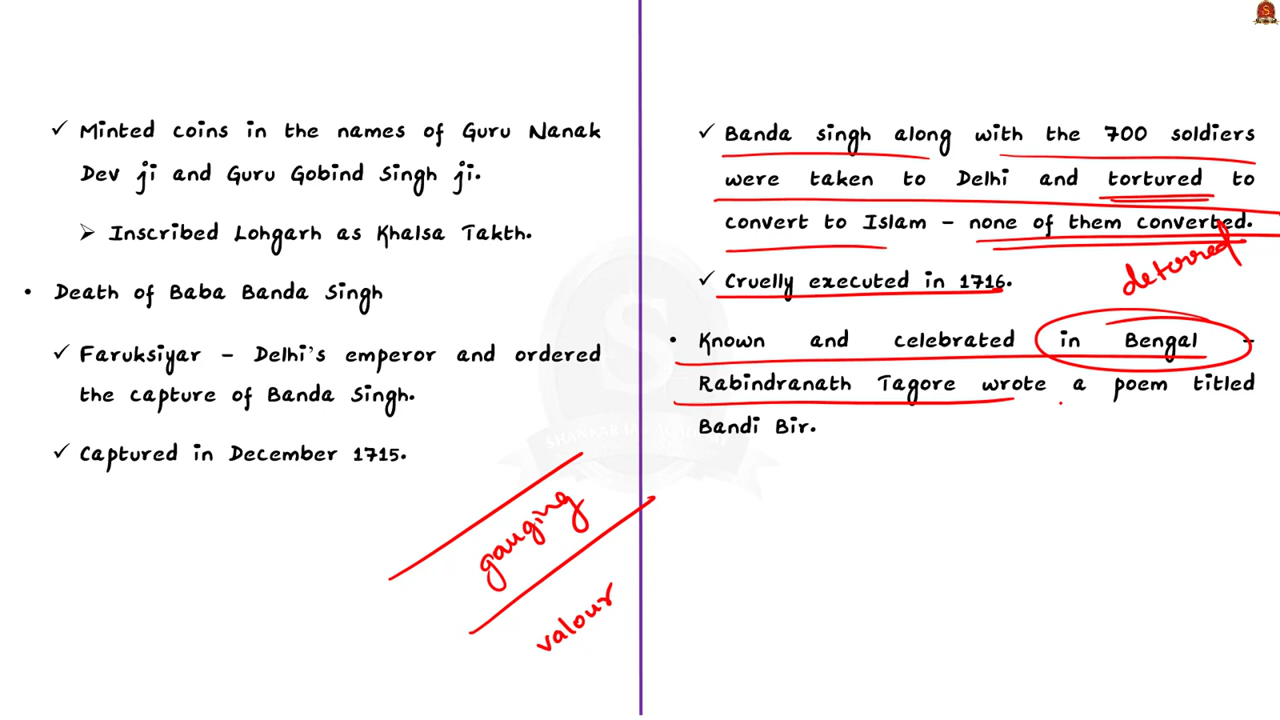 ✓ Minted coins in the names of Guru Nanak
Dev ji and Guru Gobind Singh ji.
➢ Inscribed Lohgarh as Khalsa Takth.
• Death of Baba Banda Singh
✓ Faruksiyar – Delhi's emperor and ordered
the capture of Banda Singh.
✓ Captured in December 1715.
gauging
valour
✓ Banda singh along with the 700 soldiers
were taken to Delhi and tortured to
convert to Islam – none of them converted.
deterred
✓ Cruelly executed in 1716.
• Known and celebrated in Bengal –
Rabindranath Tagore wrote a poem titled
Bandi Bir.
SHANKAR IAS ACADEMY